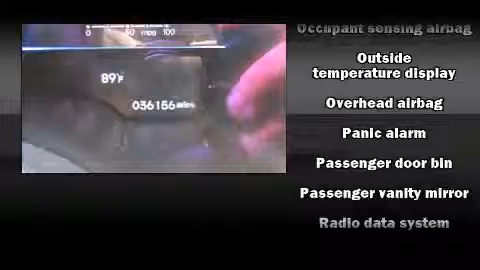 0 50 mpg 100
89°F
036156 miles
Occupant sensing airbag
Outside
temperature display
Overhead airbag
Panic alarm
Passenger door bin
Passenger vanity mirror
Radio data system